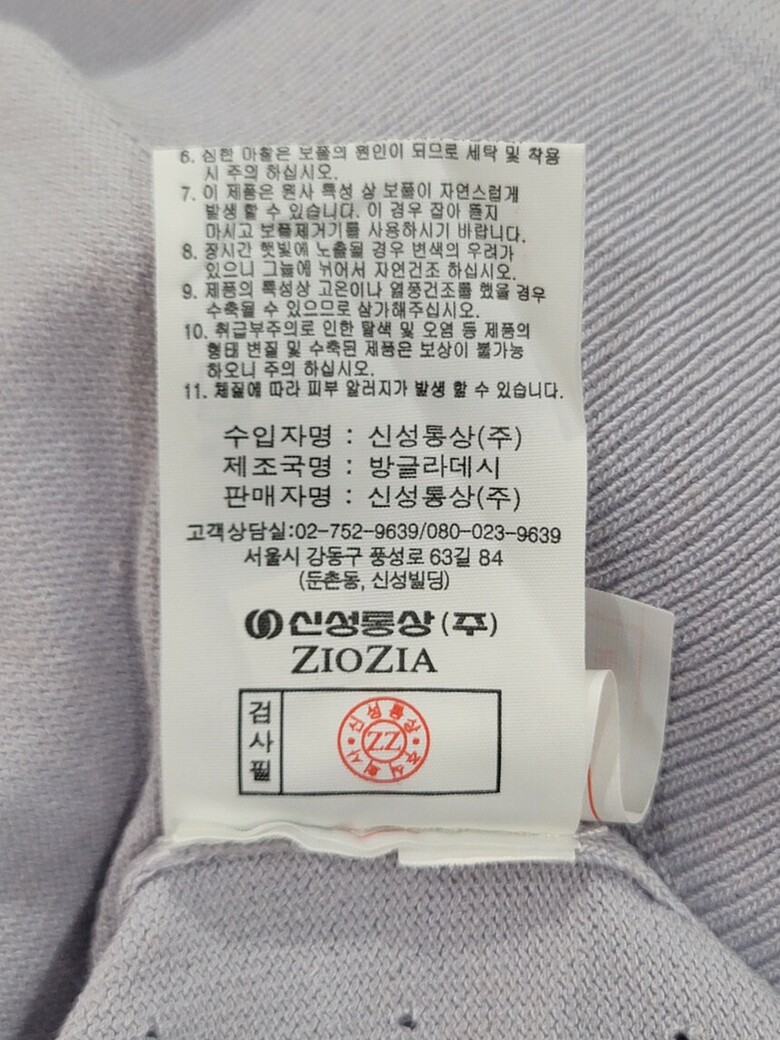 6. 심한 마찰은 보풀의 원인이 되므로 세탁 및 착용
시 주의 하십시오.
7. 이 제품은 원사 특성 상 보풀이 자연스럽게
발생 할 수 있습니다. 이 경우 잡아 뜯지
마시고 보풀제거기를 사용하시기 바랍니다.
8. 장시간 햇빛에 노출될 경우 변색의 우려가
있으니 그늘에 뉘어서 자연건조 하십시오.
9. 제품의 특성상 고온이나 열풍건조를 했을 경우
수축될 수 있으므로 삼가해주십시오.
10. 취급부주의로 인한 탈색 및 오염 등 제품의
형태 변질 및 수축된 제품은 보상이 불가능
하오니 주의 하십시오.
11. 체질에 따라 피부 알러지가 발생 할 수 있습니다.
수입자명 : 신성통상(주)
제조국명 : 방글라데시
판매자명 : 신성통상(주)
고객상담실:02-752-9639/080-023-9639
서울시 강동구 풍성로 63길 84
(둔촌동, 신성빌딩)
신성통상(주)
ZIOZIA
검사필
신성통상
ZZ
주식회사